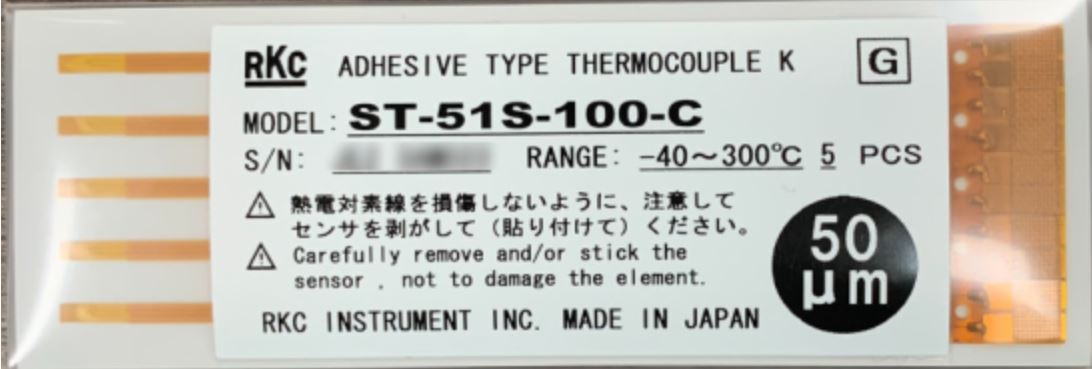 RKC ADHESIVE TYPE THERMOCOUPLE K G
MODEL: ST-51S-100-C
S/N: RANGE: -40～300℃ 5 PCS
⚠ 熱電対素線を損傷しないように、注意して
センサを剥がして（貼り付けて）ください。
⚠ Carefully remove and/or stick the
sensor , not to damage the element.
50
μm
RKC INSTRUMENT INC. MADE IN JAPAN